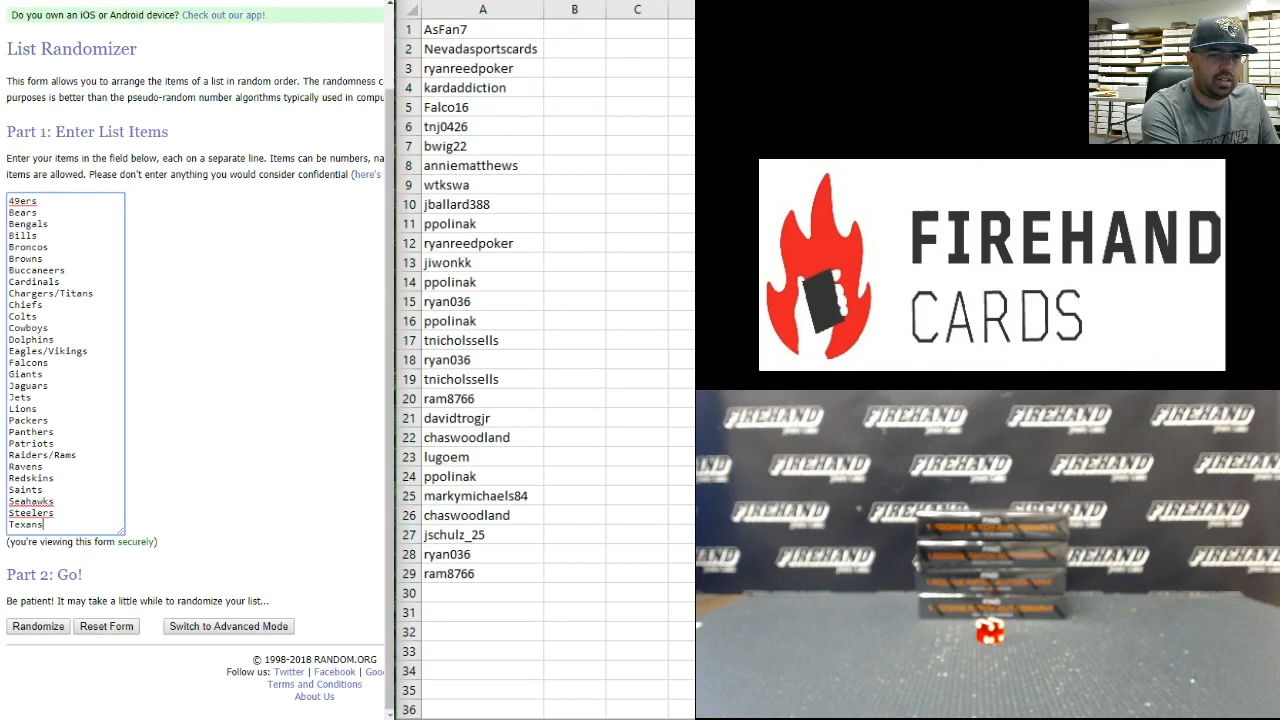 Do you own an iOS or Android device? Check out our app!
List Randomizer
This form allows you to arrange the items of a list in random order. The randomness c
purposes is better than the pseudo-random number algorithms typically used in compu
Part 1: Enter List Items
Enter your items in the field below, each on a separate line. Items can be numbers, na
items are allowed. Please don't enter anything you would consider confidential (here's
49ers
Bears
Bengals
Bills
Broncos
Browns
Buccaneers
Cardinals
Chargers/Titans
Chiefs
Colts
Cowboys
Dolphins
Eagles/Vikings
Falcons
Giants
Jaguars
Jets
Lions
Packers
Panthers
Patriots
Raiders/Rams
Ravens
Redskins
Saints
Seahawks
Steelers
Texans
(you're viewing this form securely)
Part 2: Go!
Be patient! It may take a little while to randomize your list...
Randomize Reset Form Switch to Advanced Mode
© 1998-2018 RANDOM.ORG
Follow us: Twitter | Facebook | Goo
Terms and Conditions
About Us
A B C
1 AsFan7
2 Nevadasportscards
3 ryanreedpoker
4 kardaddiction
5 Falco16
6 tnj0426
7 bwig22
8 anniematthews
9 wtkswa
10 jballard388
11 ppolinak
12 ryanreedpoker
13 jiwonkk
14 ppolinak
15 ryan036
16 ppolinak
17 tnicholssells
18 ryan036
19 tnicholssells
20 ram8766
21 davidtrogjr
22 chaswoodland
23 lugoem
24 ppolinak
25 markymichaels84
26 chaswoodland
27 jschulz_25
28 ryan036
29 ram8766
30
31
32
33
34
35
36
FIREHAND
CARDS
FIREHAND FIREHAND FIREHAND FIREHAND
FIREHAND FIREHAND FIREHAND
FIREHAND FIREHAND